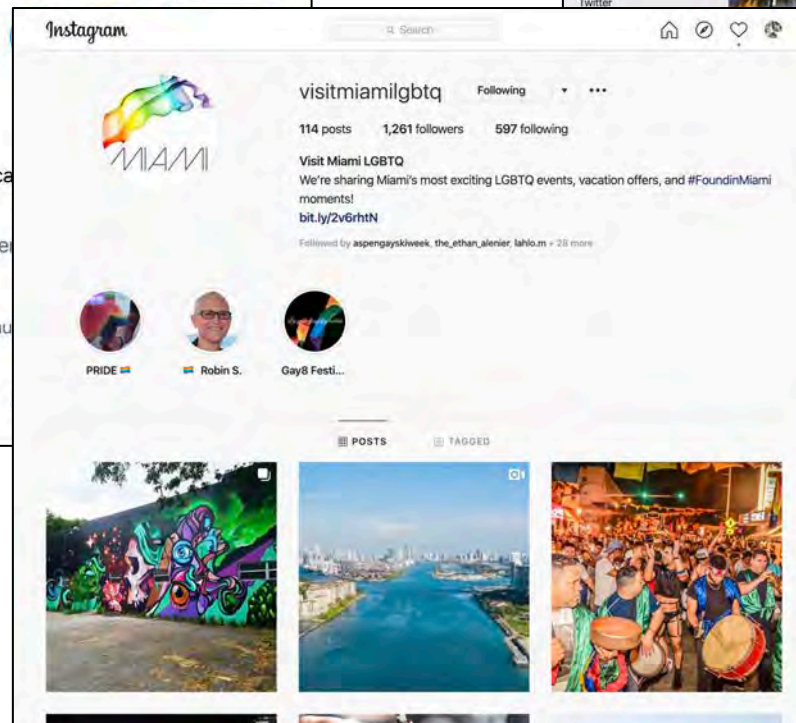 Twitter
Instagram
Search
visitmiamilgbtq Following
114 posts 1,261 followers 597 following
MIAMI
Visit Miami LGBTQ
We're sharing Miami's most exciting LGBTQ events, vacation offers, and #FoundinMiami
moments!
bit.ly/2v6rhtN
Followed by aspengayskiweek, the_ethan_alenier, lahlo.m + 28 more
PRIDE 🏳️‍🌈 🏳️‍🌈 Robin S. Gay8 Festi...
POSTS TAGGED